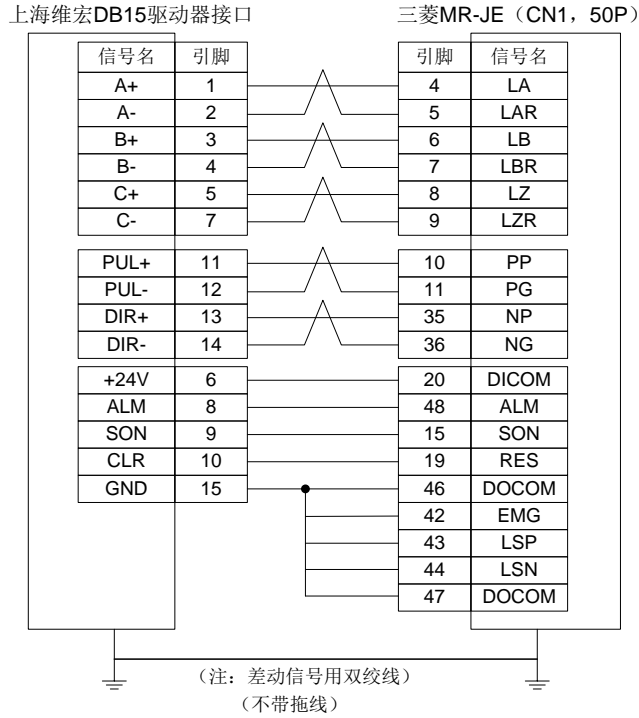 上海维宏DB15驱动器接口 三菱MR-JE（CN1，50P）
信号名 引脚 引脚 信号名
A+ 1 4 LA
A- 2 5 LAR
B+ 3 6 LB
B- 4 7 LBR
C+ 5 8 LZ
C- 7 9 LZR
PUL+ 11 10 PP
PUL- 12 11 PG
DIR+ 13 35 NP
DIR- 14 36 NG
+24V 6 20 DICOM
ALM 8 48 ALM
SON 9 15 SON
CLR 10 19 RES
GND 15 46 DOCOM
42 EMG
43 LSP
44 LSN
47 DOCOM
（注：差动信号用双绞线）
（不带拖线）